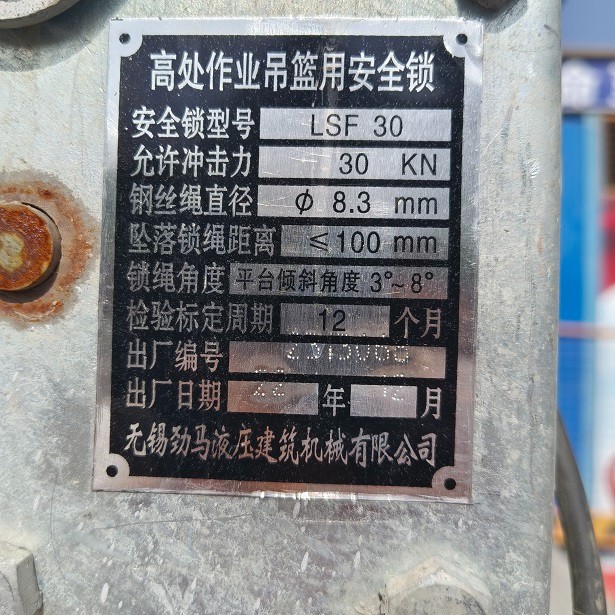 高处作业吊篮用安全锁
安全锁型号 LSF 30
允许冲击力 30 KN
钢丝绳直径 Φ 8.3 mm
坠落锁绳距离 ≤100 mm
锁绳角度 平台倾斜角度 3°~8°
检验标定周期 12 个月
出厂编号
出厂日期 22 年 12 月
无锡劲马液压建筑机械有限公司